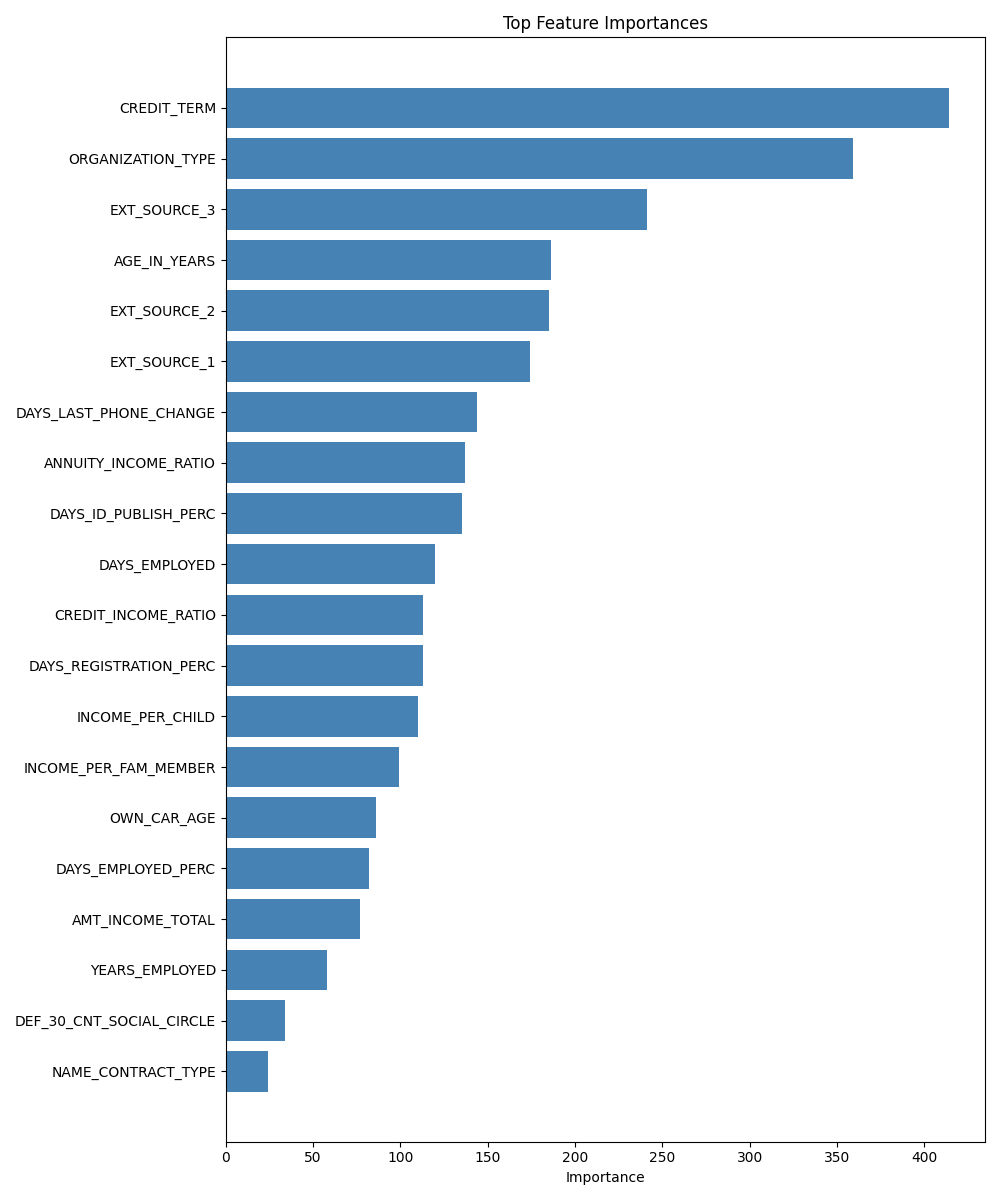 Top Feature Importances
CREDIT_TERM
ORGANIZATION_TYPE
EXT_SOURCE_3
AGE_IN_YEARS
EXT_SOURCE_2
EXT_SOURCE_1
DAYS_LAST_PHONE_CHANGE
ANNUITY_INCOME_RATIO
DAYS_ID_PUBLISH_PERC
DAYS_EMPLOYED
CREDIT_INCOME_RATIO
DAYS_REGISTRATION_PERC
INCOME_PER_CHILD
INCOME_PER_FAM_MEMBER
OWN_CAR_AGE
DAYS_EMPLOYED_PERC
AMT_INCOME_TOTAL
YEARS_EMPLOYED
DEF_30_CNT_SOCIAL_CIRCLE
NAME_CONTRACT_TYPE
0 50 100 150 200 250 300 350 400
Importance